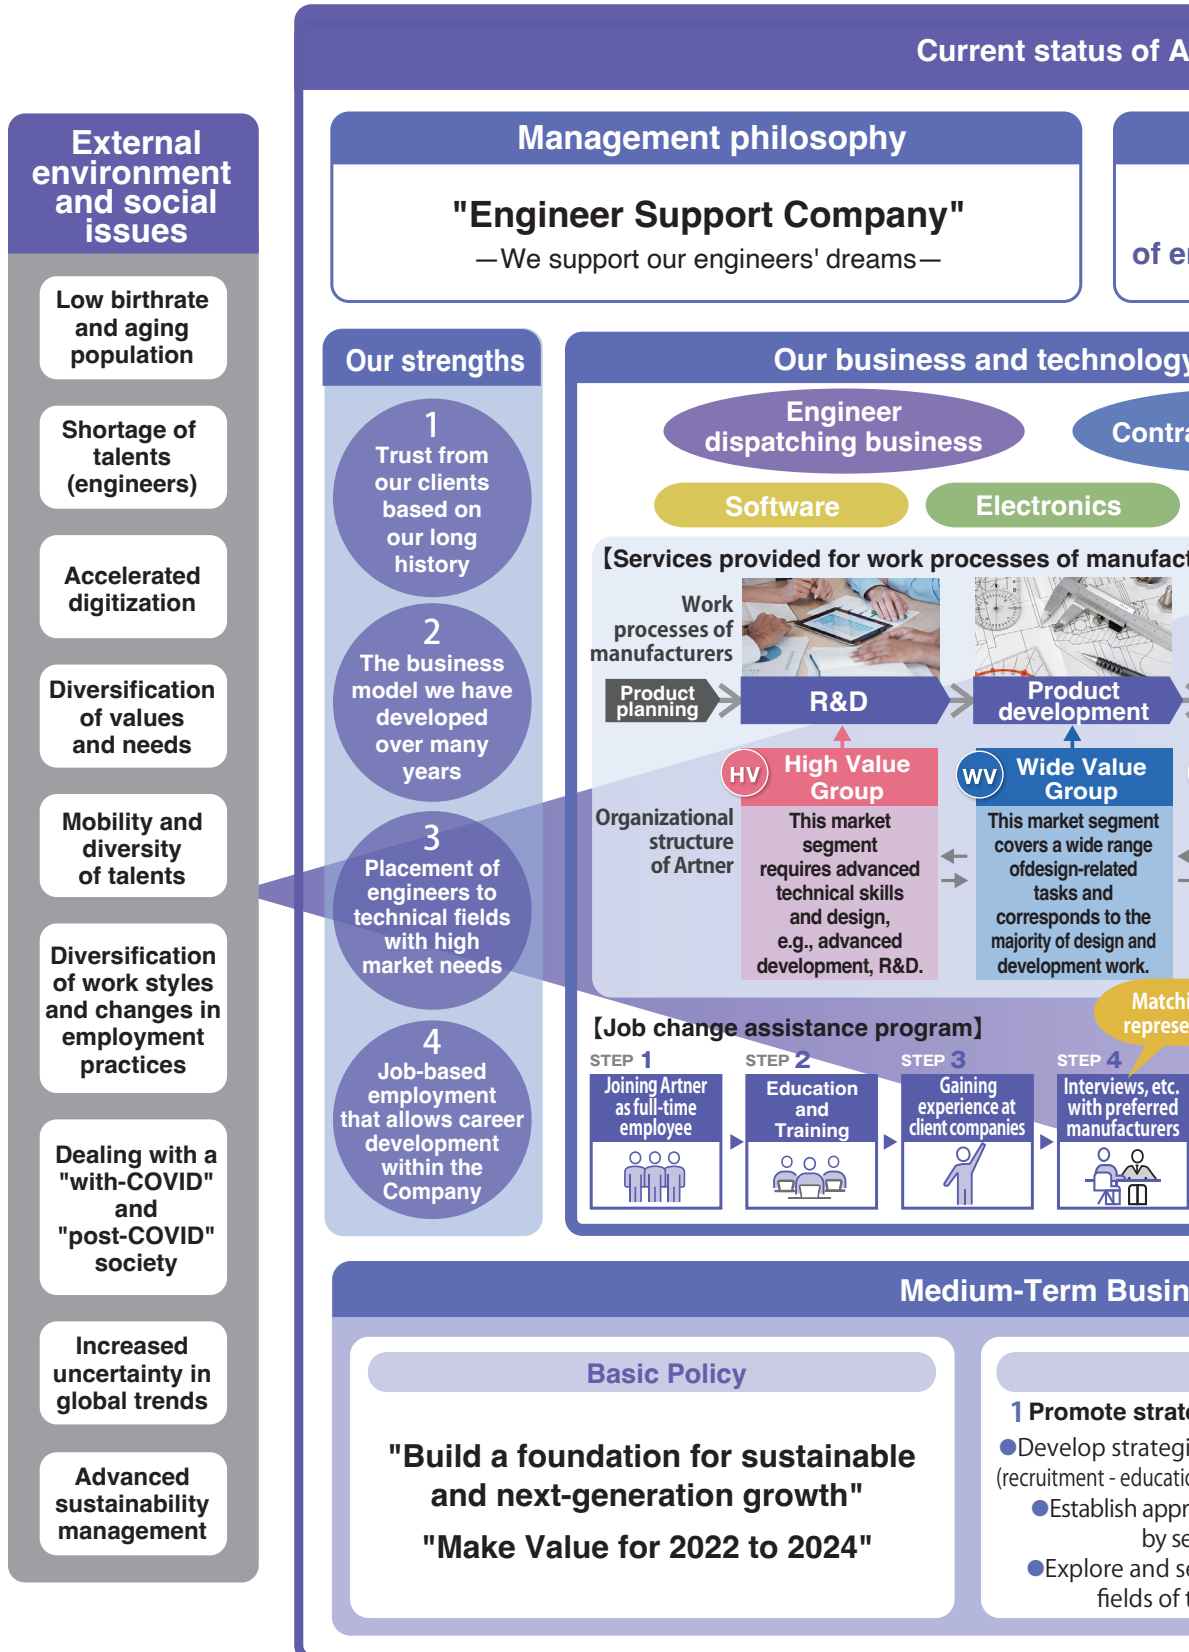 Current status of A
External
environment
and social
issues
Low birthrate
and aging
population
Shortage of
talents
(engineers)
Accelerated
digitization
Diversification
of values
and needs
Mobility and
diversity
of talents
Diversification
of work styles
and changes in
employment
practices
Dealing with a
"with-COVID"
and
"post-COVID"
society
Increased
uncertainty in
global trends
Advanced
sustainability
management
Management philosophy
"Engineer Support Company"
—We support our engineers' dreams—
of e
Our strengths
1
Trust from
our clients
based on
our long
history
2
The business
model we have
developed
over many
years
3
Placement of
engineers to
technical fields
with high
market needs
4
Job-based
employment
that allows career
development
within the
Company
Our business and technology
Engineer
dispatching business
Contra
Software
Electronics
【Services provided for work processes of manufact
Work
processes of
manufacturers
Product
planning
R&D
Product
development
Organizational
structure
of Artner
HV
High Value
Group
This market
segment
requires advanced
technical skills
and design,
e.g., advanced
development, R&D.
WV
Wide Value
Group
This market segment
covers a wide range
ofdesign-related
tasks and
corresponds to the
majority of design and
development work.
Matchi
represe
【Job change assistance program】
STEP 1
Joining Artner
as full-time
employee
STEP 2
Education
and
Training
STEP 3
Gaining
experience at
client companies
STEP 4
Interviews, etc.
with preferred
manufacturers
Medium-Term Busin
Basic Policy
"Build a foundation for sustainable
and next-generation growth"
"Make Value for 2022 to 2024"
1 Promote strate
●Develop strategi
(recruitment - educatio
●Establish appr
by se
●Explore and se
fields of t